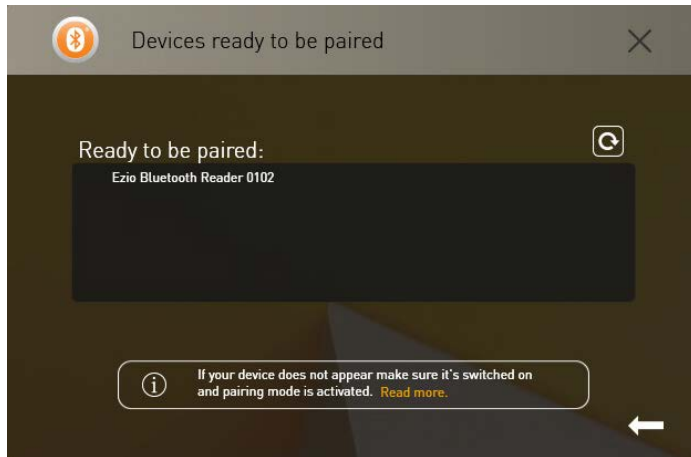 Devices ready to be paired
Ready to be paired:
Ezio Bluetooth Reader 0102
If your device does not appear make sure it's switched on
and pairing mode is activated. Read more.